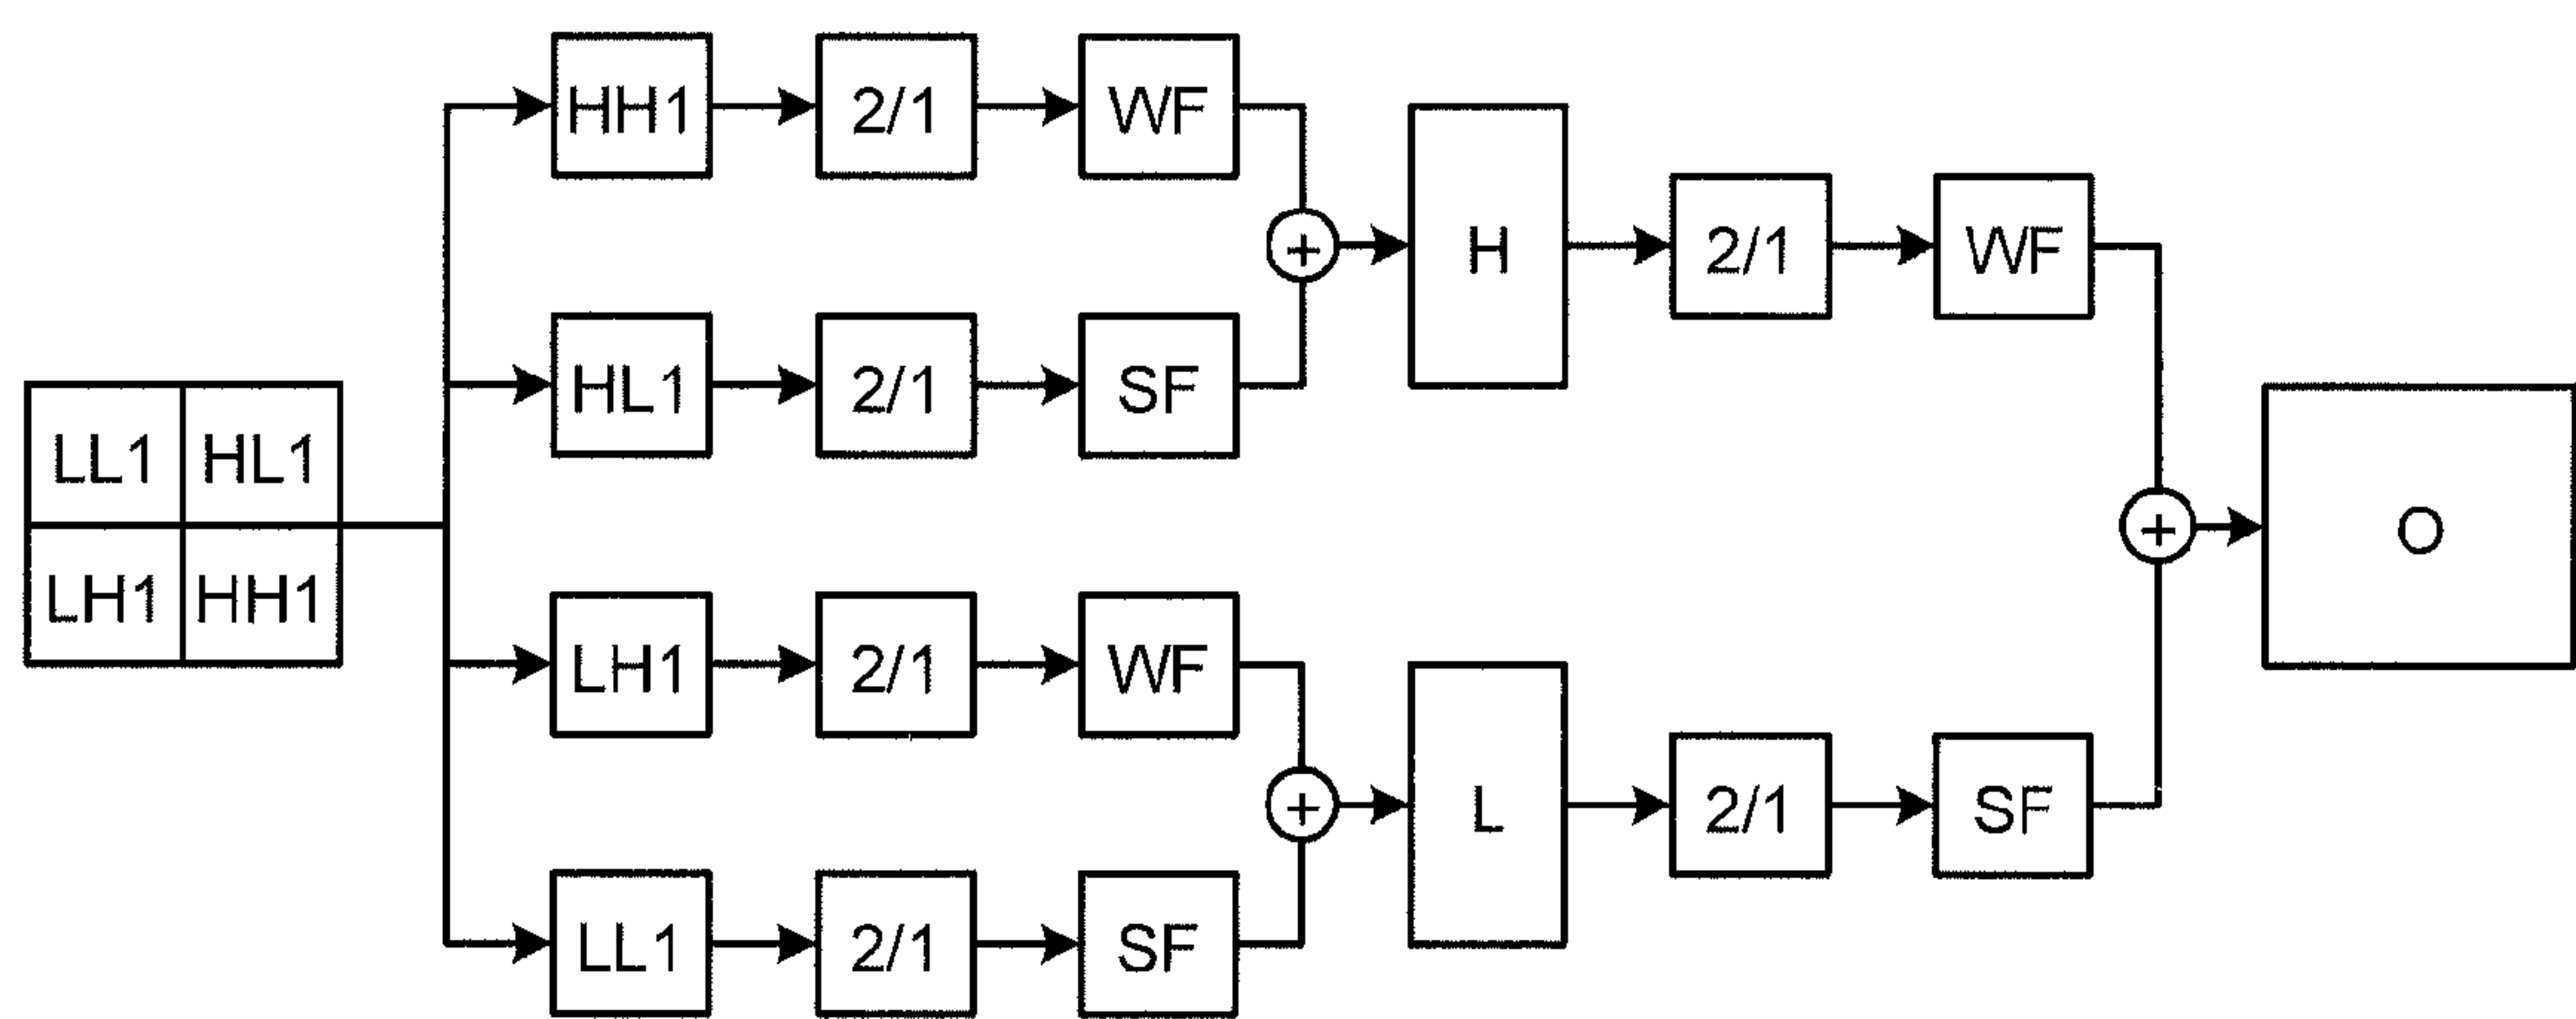 HH1 2/1 WF
+ H 2/1 WF
HL1 2/1 SF
LL1 HL1
LH1 HH1
+ O
LH1 2/1 WF
+ L 2/1 SF
LL1 2/1 SF